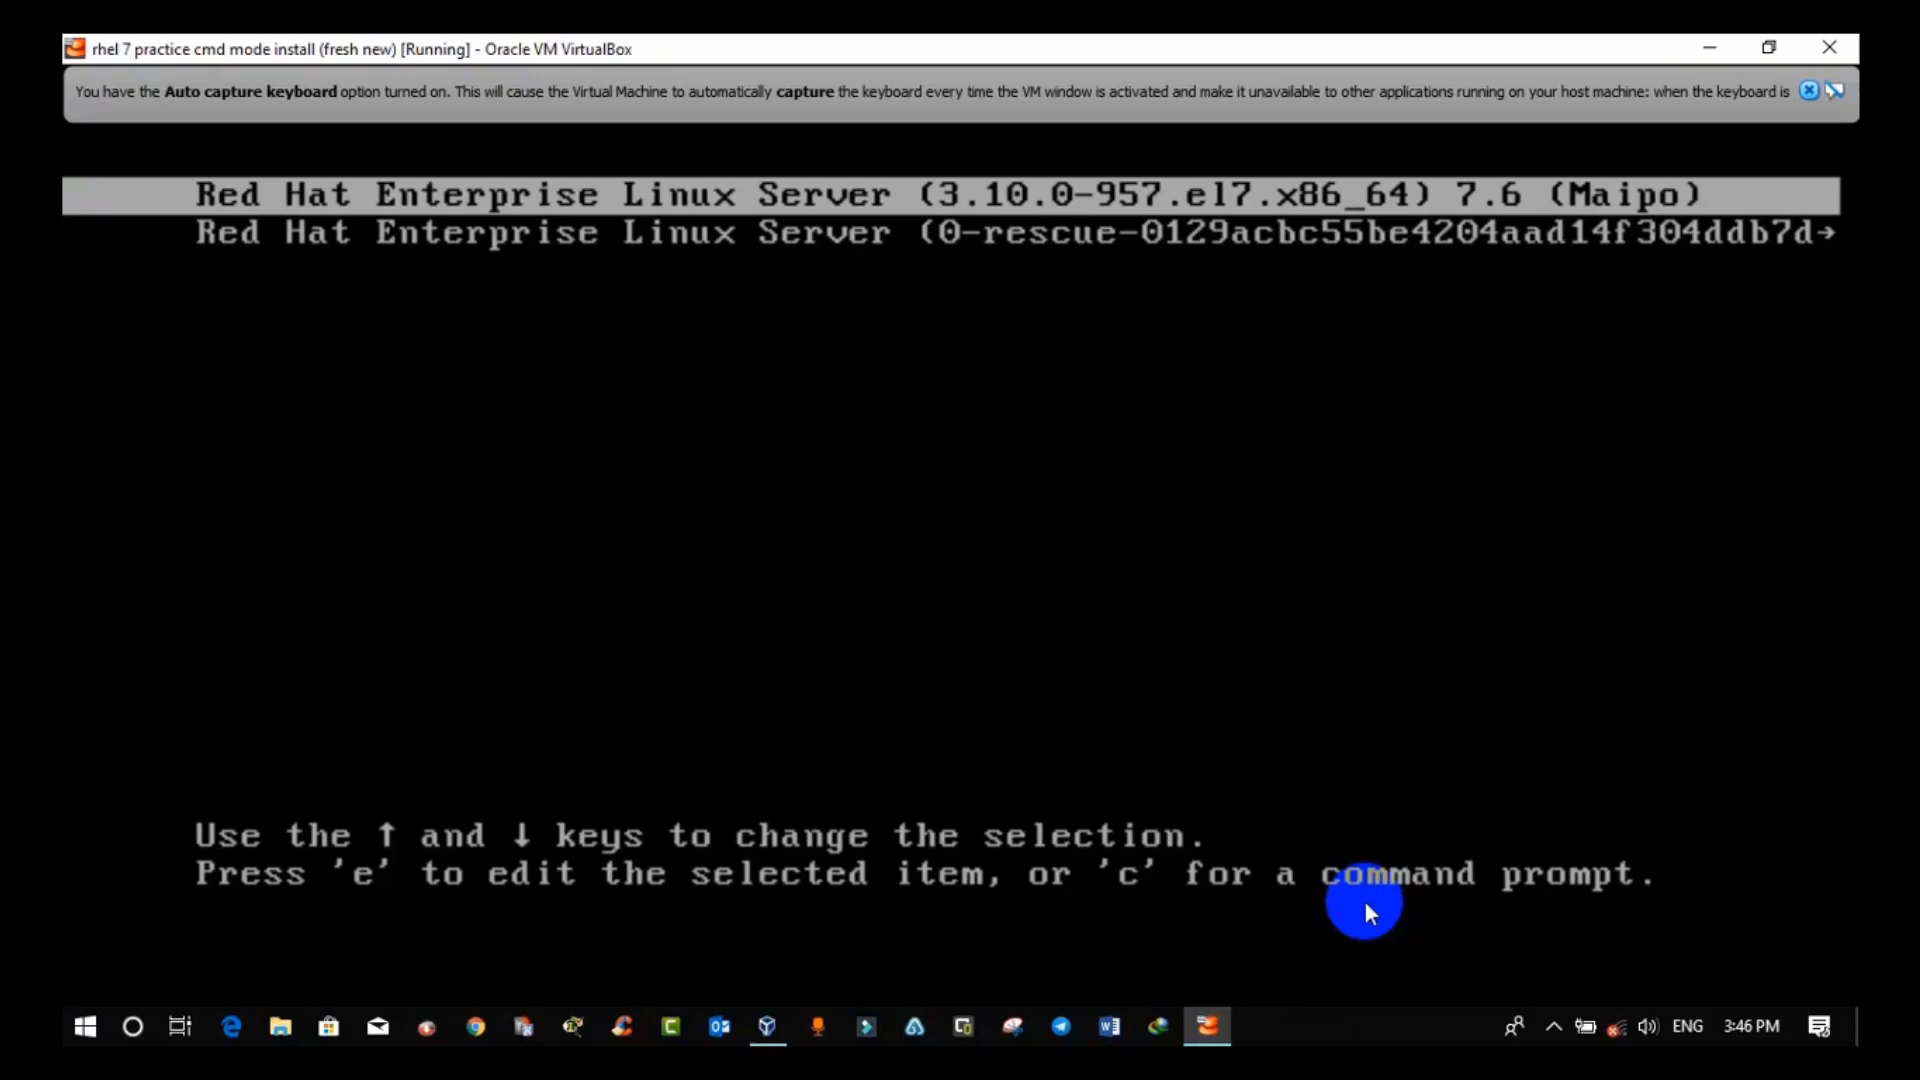 rhel 7 practice cmd mode install (fresh new) [Running] - Oracle VM VirtualBox
You have the Auto capture keyboard option turned on. This will cause the Virtual Machine to automatically capture the keyboard every time the VM window is activated and make it unavailable to other applications running on your host machine: when the keyboard is
Red Hat Enterprise Linux Server (3.10.0-957.el7.x86_64) 7.6 (Maipo)
Red Hat Enterprise Linux Server (0-rescue-0129acbc55be4204aad14f304ddb7d→
Use the ↑ and ↓ keys to change the selection.
Press 'e' to edit the selected item, or 'c' for a command prompt.
ENG 3:46 PM